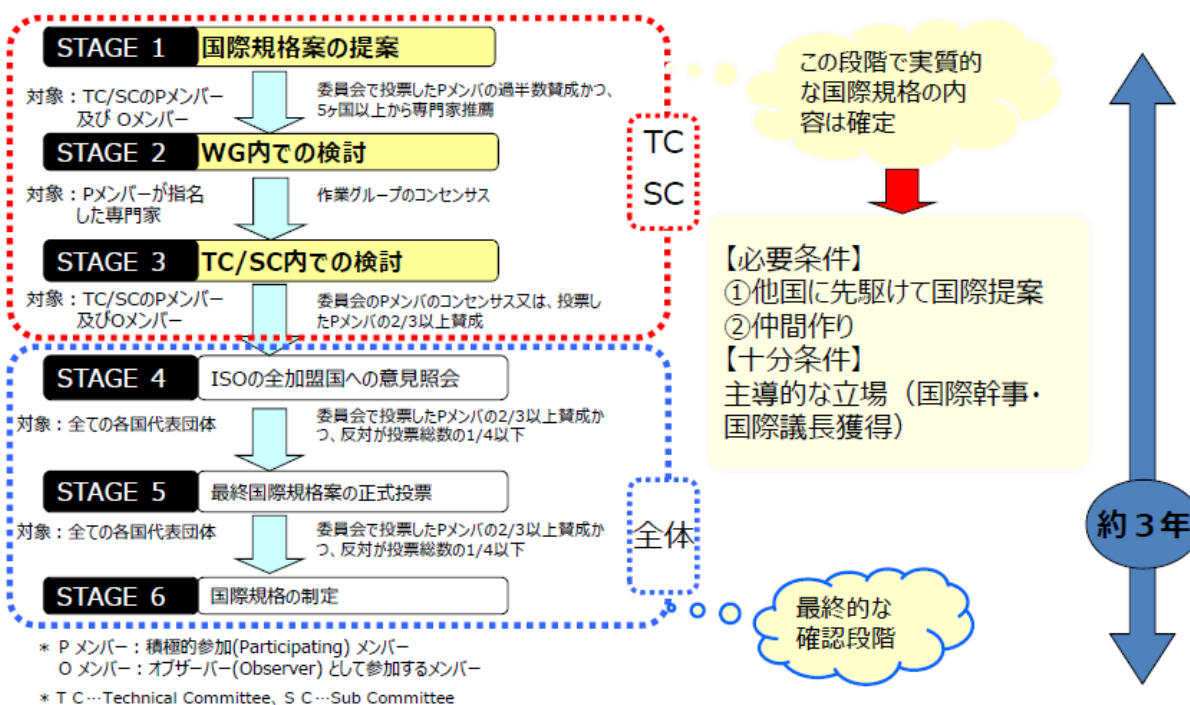 STAGE 1 国際規格案の提案
対象：TC/SCのPメンバー
及び Oメンバー
委員会で投票したPメンバの過半数賛成かつ、
5ヶ国以上から専門家推薦
STAGE 2 WG内での検討
対象：Pメンバーが指名
した専門家
作業グループのコンセンサス
STAGE 3 TC/SC内での検討
対象：TC/SCのPメンバー
及びOメンバー
委員会のPメンバのコンセンサス又は、投票し
たPメンバの2/3以上賛成
TC
SC
STAGE 4 ISOの全加盟国への意見照会
対象：全ての各国代表団体
委員会で投票したPメンバの2/3以上賛成か
つ、反対が投票総数の1/4以下
STAGE 5 最終国際規格案の正式投票
対象：全ての各国代表団体
委員会で投票したPメンバの2/3以上賛成か
つ、反対が投票総数の1/4以下
STAGE 6 国際規格の制定
全体
この段階で実質的
な国際規格の内
容は確定
【必要条件】
①他国に先駆けて国際提案
②仲間作り
【十分条件】
主導的な立場（国際幹事・
国際議長獲得）
最終的な
確認段階
約３年
* P メンバー：積極的参加(Participating) メンバー
O メンバー：オブザーバー(Observer) として参加するメンバー
* T C…Technical Committee、S C…Sub Committee